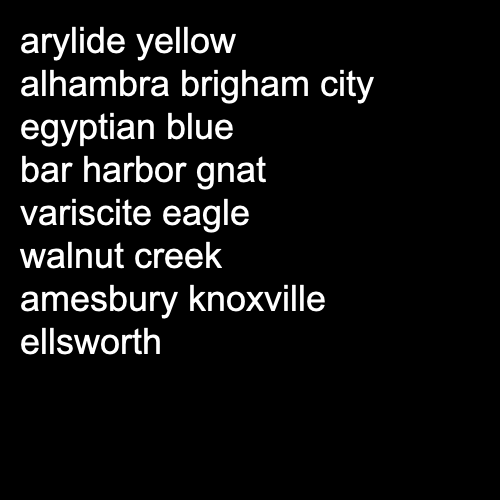 arylide yellow
alhambra brigham city
egyptian blue
bar harbor gnat
variscite eagle
walnut creek
amesbury knoxville
ellsworth